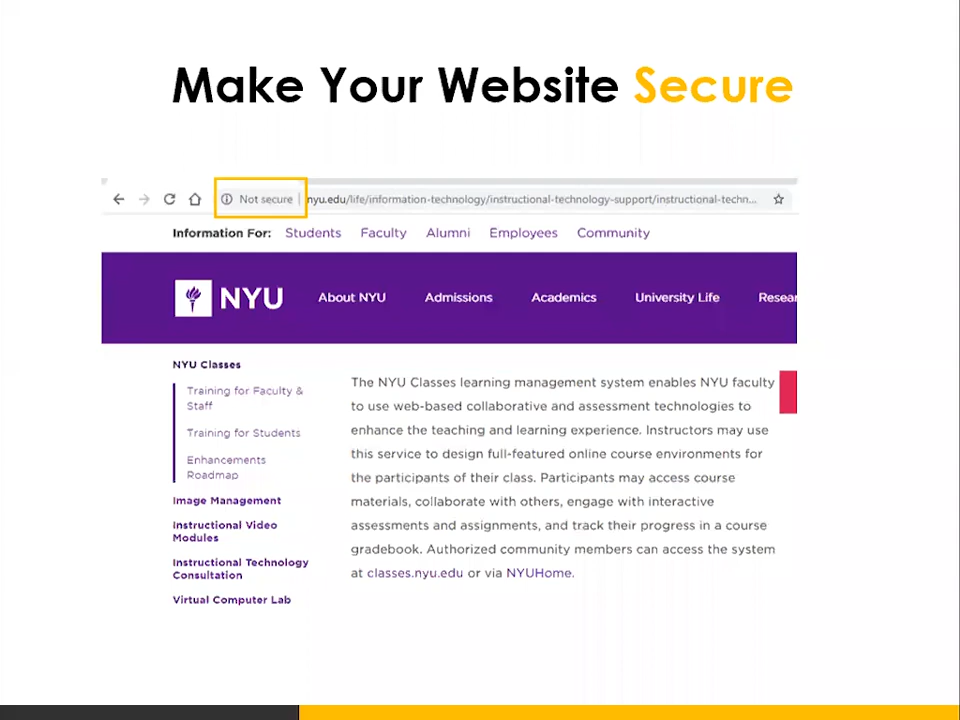 Make Your Website Secure
Not secure | nyu.edu/life/information-technology/instructional-technology-support/instructional-techn...
Information For: Students Faculty Alumni Employees Community
NYU About NYU Admissions Academics University Life Resear
NYU Classes
Training for Faculty &
Staff
Training for Students
Enhancements
Roadmap
Image Management
Instructional Video
Modules
Instructional Technology
Consultation
Virtual Computer Lab
The NYU Classes learning management system enables NYU faculty
to use web-based collaborative and assessment technologies to
enhance the teaching and learning experience. Instructors may use
this service to design full-featured online course environments for
the participants of their class. Participants may access course
materials, collaborate with others, engage with interactive
assessments and assignments, and track their progress in a course
gradebook. Authorized community members can access the system
at classes.nyu.edu or via NYUHome.